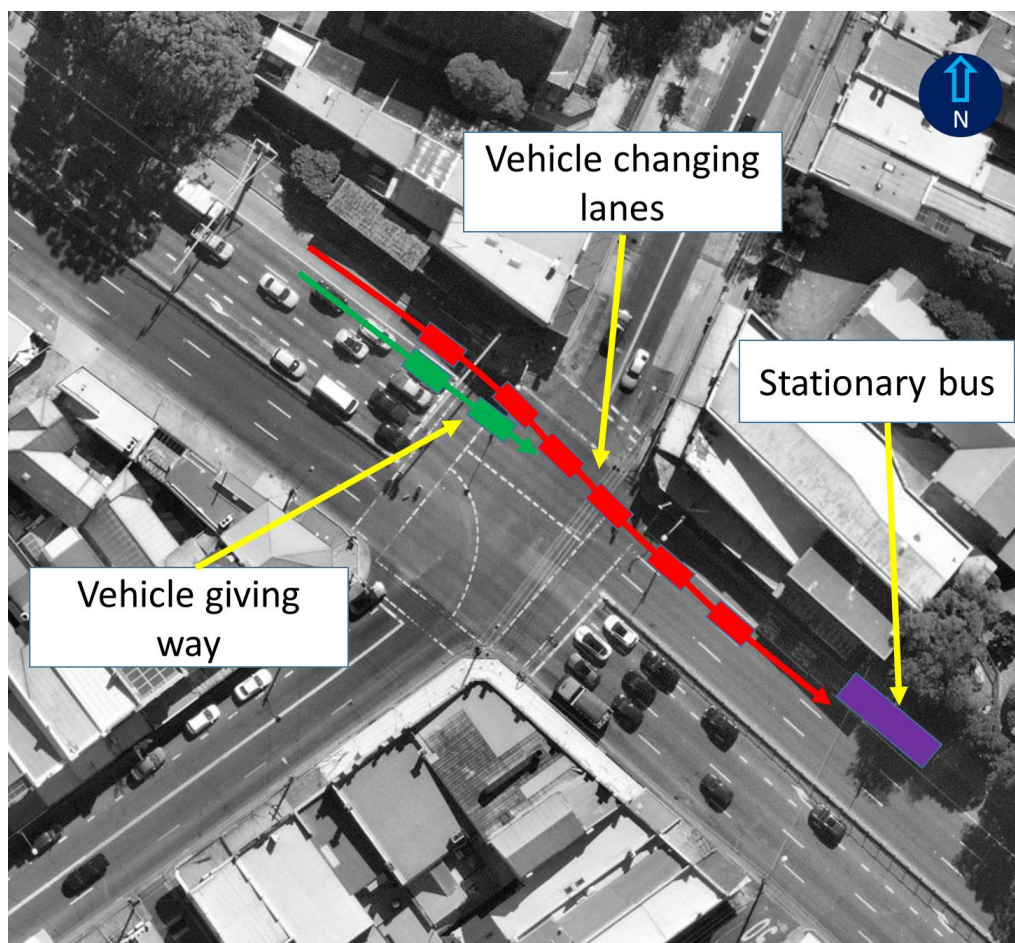 N
Vehicle changing
lanes
Stationary bus
Vehicle giving
way